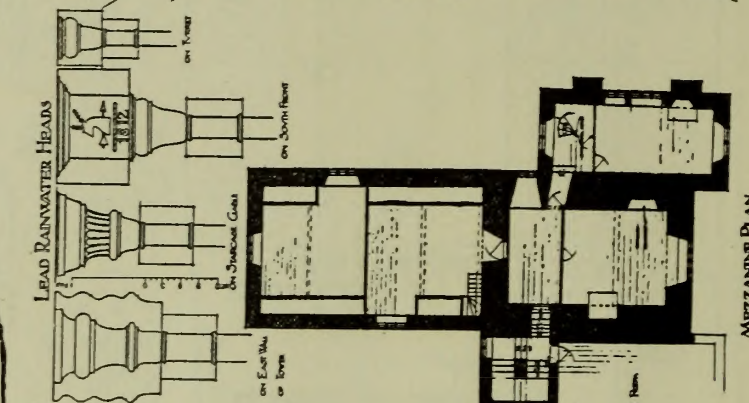 LEAD RAINWATER HEADS
ON EAST WALL
OF TOWER
ON STAIRCASE GABLE
1812
ON SOUTH FRONT
ON TURRET
MEZZANINE PLAN